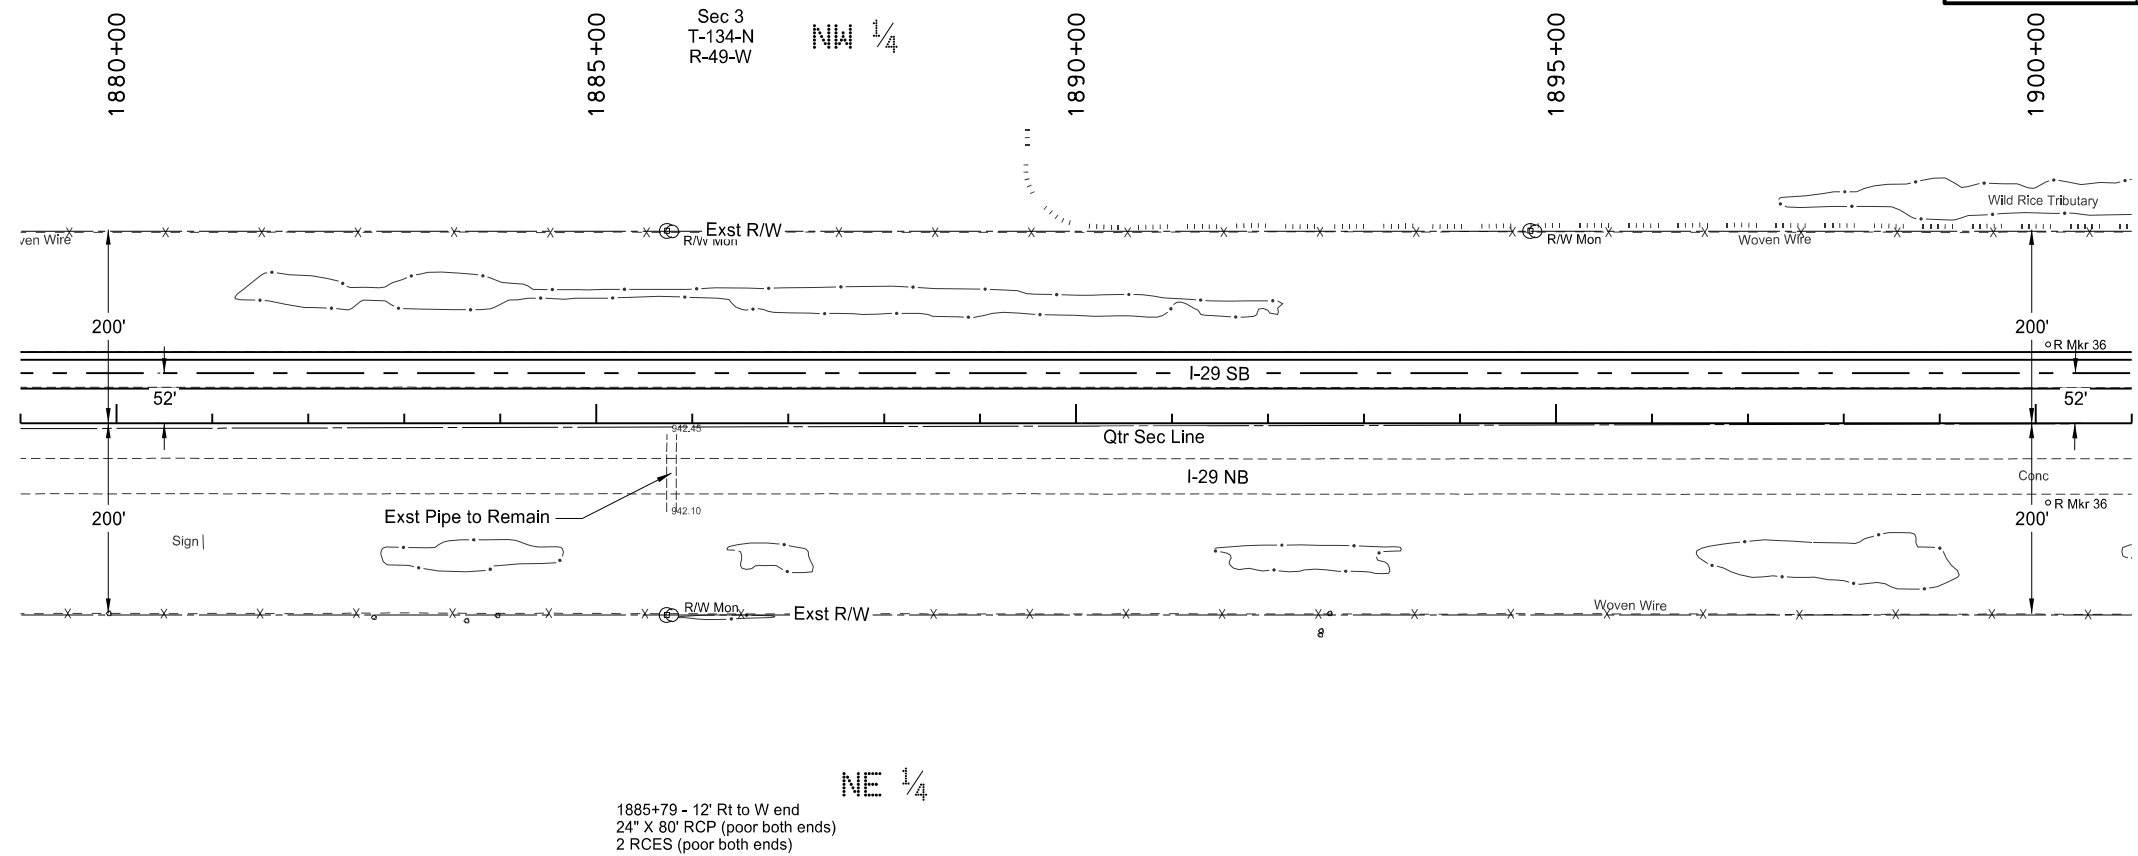 1880+00
1885+00
Sec 3
T-134-N
R-49-W
NW 1/4
1890+00
1895+00
1900+00
Wild Rice Tributary
ven Wire
Exst R/W
R/W Mon
R/W Mon
Woven Wire
200'
200'
R Mkr 36
I-29 SB
52'
52'
942.45
Qtr Sec Line
I-29 NB
Conc
R Mkr 36
942.10
Exst Pipe to Remain
200'
200'
Sign
R/W Mon
Exst R/W
Woven Wire
NE 1/4
1885+79 - 12' Rt to W end
24" X 80' RCP (poor both ends)
2 RCES (poor both ends)